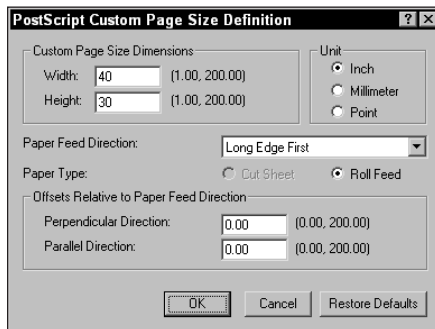 PostScript Custom Page Size Definition
Custom Page Size Dimensions
Width: 40 (1.00, 200.00)
Height: 30 (1.00, 200.00)
Unit
Inch
Millimeter
Point
Paper Feed Direction: Long Edge First
Paper Type: Cut Sheet Roll Feed
Offsets Relative to Paper Feed Direction
Perpendicular Direction: 0.00 (0.00, 200.00)
Parallel Direction: 0.00 (0.00, 200.00)
OK Cancel Restore Defaults